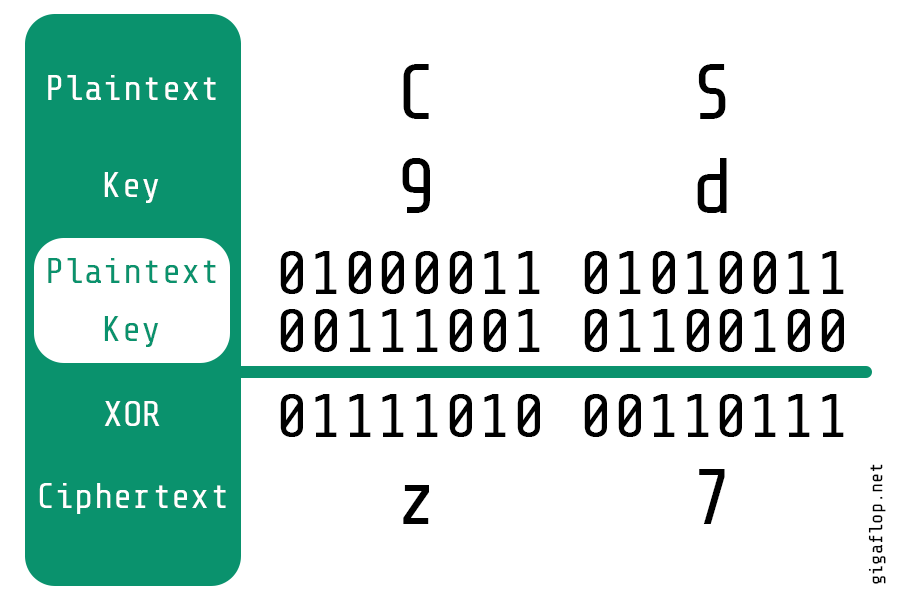 Plaintext C S
Key 9 d
Plaintext 01000011 01010011
Key 00111001 01100100
XOR 01111010 00110111
Ciphertext z 7
gigaflop.net